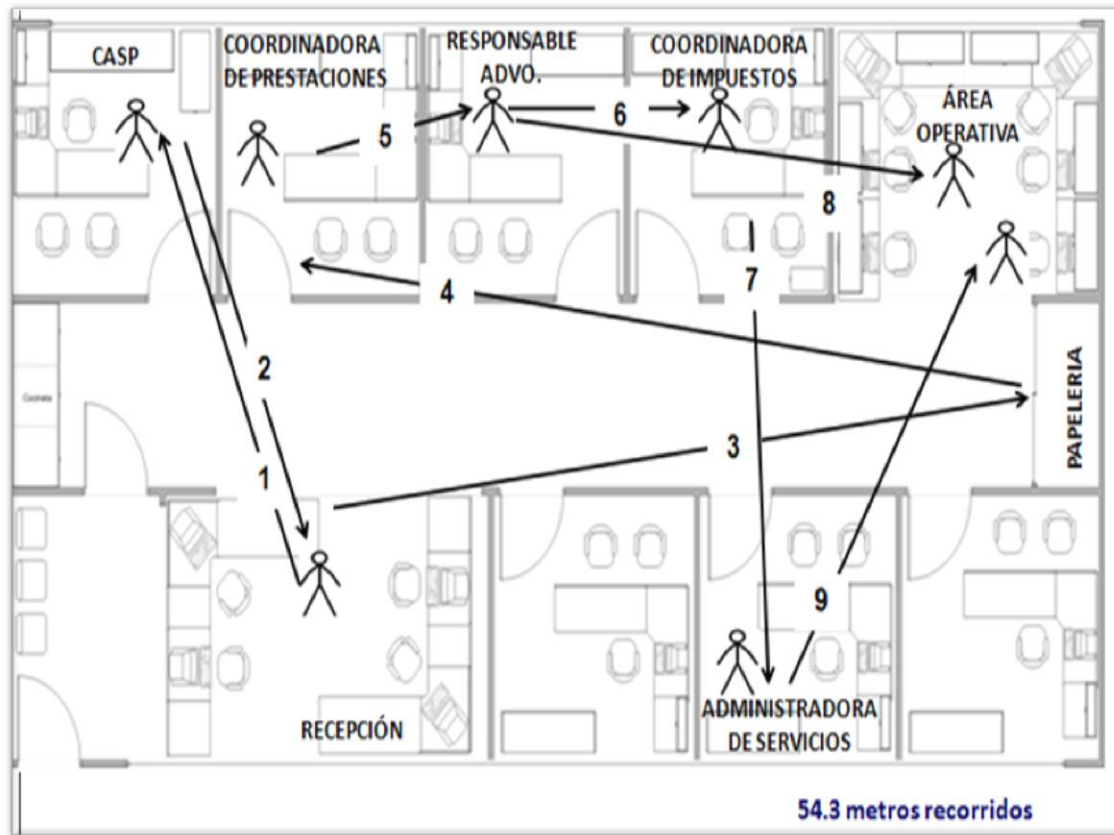 CASP
COORDINADORA
DE PRESTACIONES
RESPONSABLE
ADVO.
COORDINADORA
DE IMPUESTOS
ÁREA
OPERATIVA
5
6
8
4
7
2
3
1
9
Cocineta
PAPELERIA
RECEPCIÓN
ADMINISTRADORA
DE SERVICIOS
54.3 metros recorridos